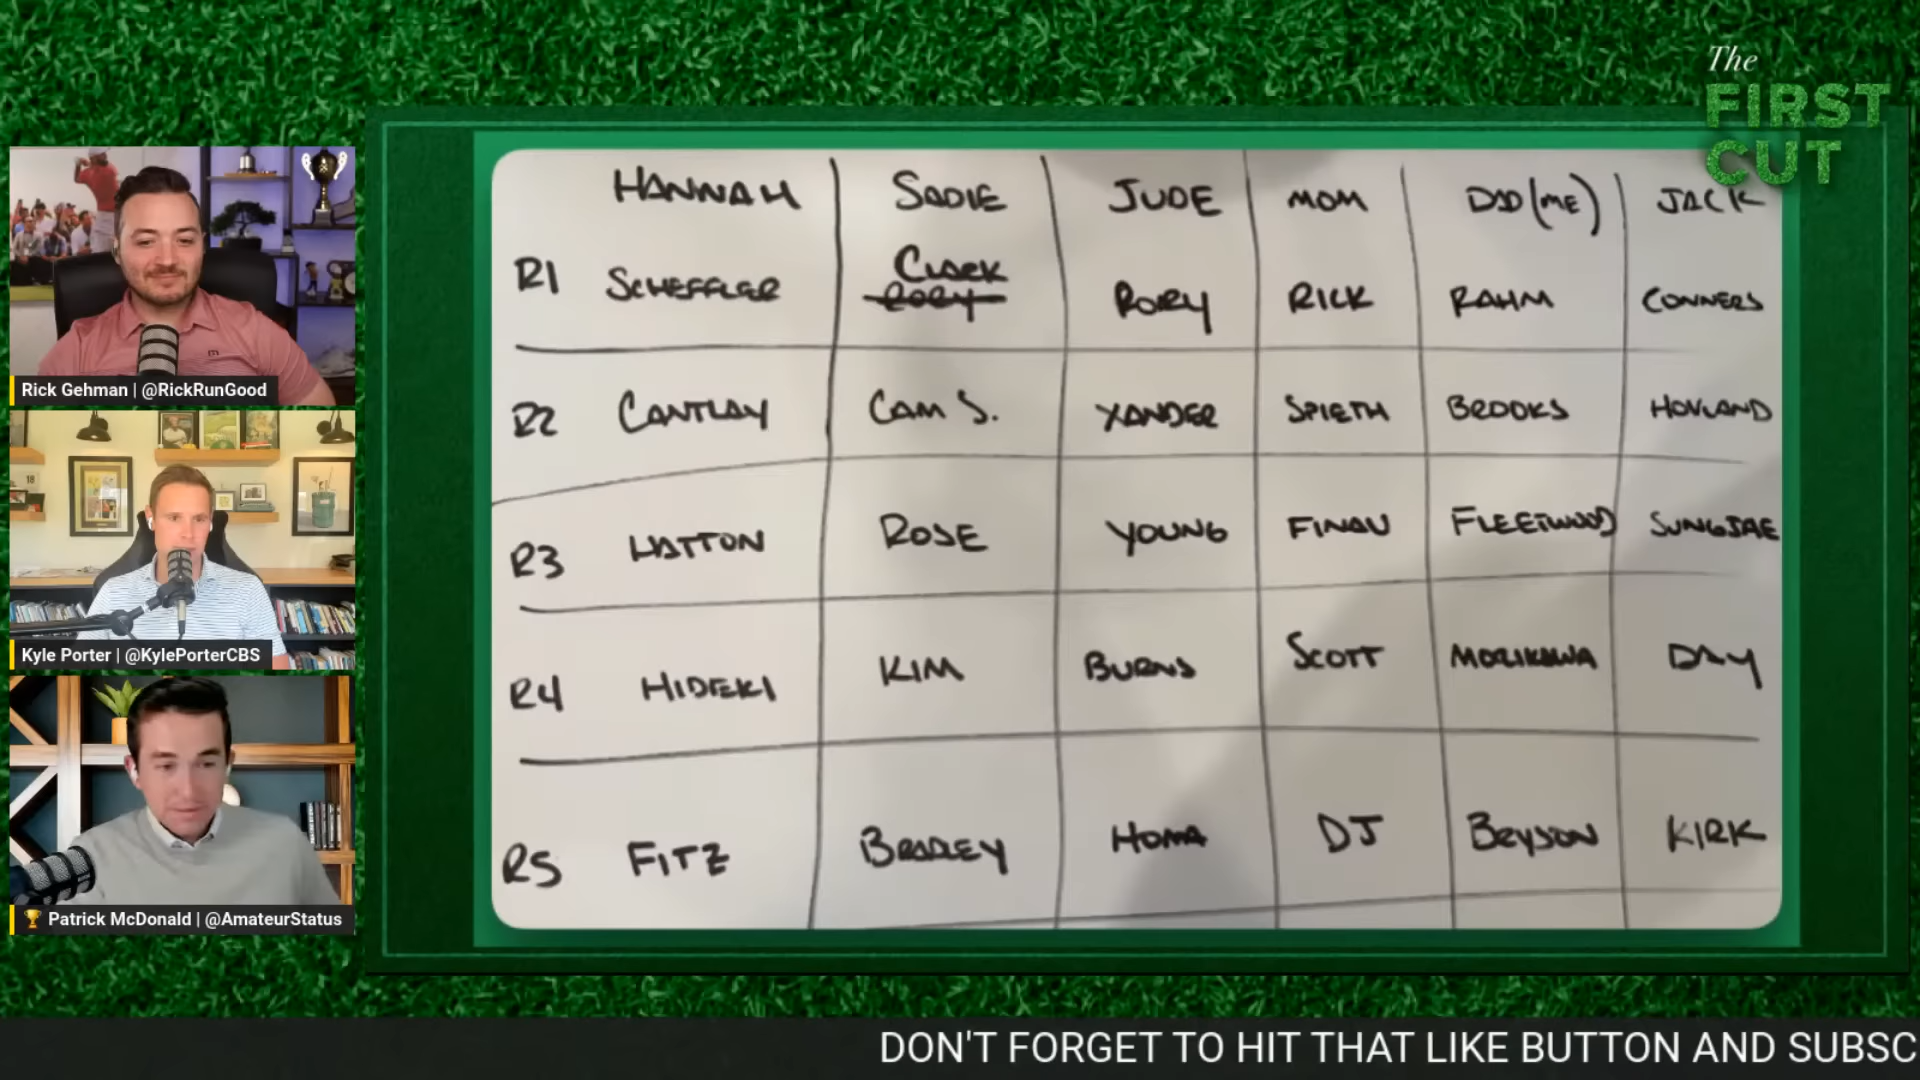 The
FIRST
CUT
HANNAH SADIE JUDE MOM DAD (ME) JACK
R1 SCHEFFLER CLARK RORY RORY RICK RAHM CONNERS
R2 CANTLAY CAM S. XANDER SPIETH BROOKS HOVLAND
R3 HATTON ROSE YOUNG FINAU FLEETWOOD SUNGJAE
R4 HIDEKI KIM BURNS SCOTT MORIKAWA DAY
R5 FITZ BRADLEY HOMA DJ BRYSON KIRK
Rick Gehman | @RickRunGood
Kyle Porter | @KylePorterCBS
Patrick McDonald | @AmateurStatus
DON'T FORGET TO HIT THAT LIKE BUTTON AND SUBSC